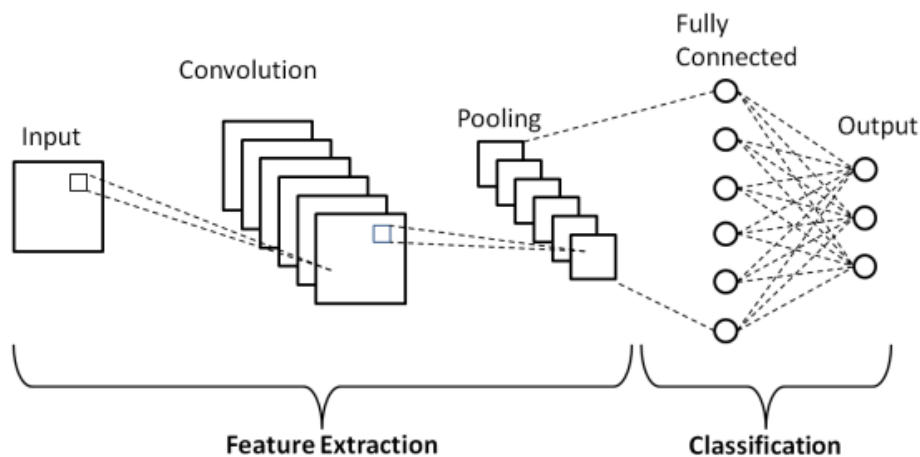 Input
Convolution
Pooling
Fully
Connected
Output
Feature Extraction
Classification